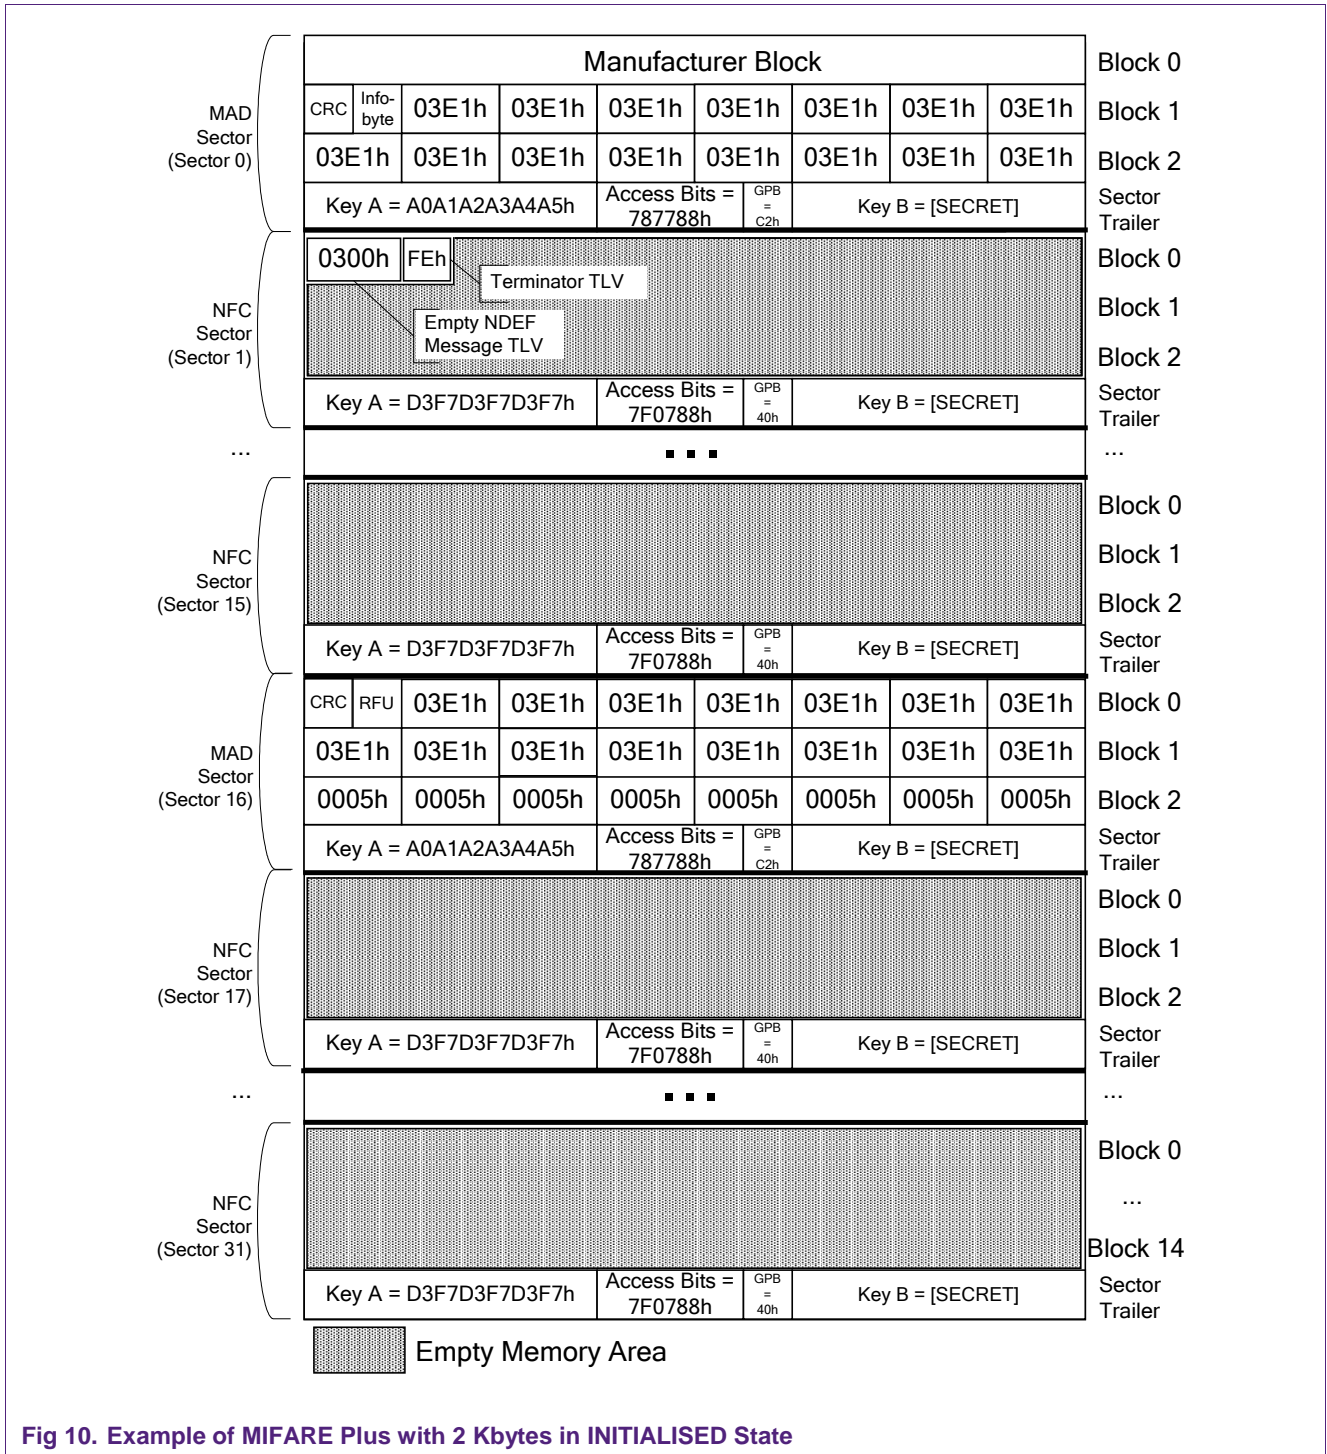 Manufacturer Block Block 0
CRC Info-byte 03E1h 03E1h 03E1h 03E1h 03E1h 03E1h 03E1h Block 1
MAD
Sector
(Sector 0)
03E1h 03E1h 03E1h 03E1h 03E1h 03E1h 03E1h 03E1h Block 2
Key A = A0A1A2A3A4A5h Access Bits = 787788h GPB = C2h Key B = [SECRET] Sector Trailer
0300h FEh Block 0
Terminator TLV
NFC
Sector
(Sector 1)
Block 1
Empty NDEF
Message TLV
Block 2
Key A = D3F7D3F7D3F7h Access Bits = 7F0788h GPB = 40h Key B = [SECRET] Sector Trailer
... ... ...
Block 0
NFC
Sector
(Sector 15)
Block 1
Block 2
Key A = D3F7D3F7D3F7h Access Bits = 7F0788h GPB = 40h Key B = [SECRET] Sector Trailer
CRC RFU 03E1h 03E1h 03E1h 03E1h 03E1h 03E1h 03E1h Block 0
MAD
Sector
(Sector 16)
03E1h 03E1h 03E1h 03E1h 03E1h 03E1h 03E1h 03E1h Block 1
0005h 0005h 0005h 0005h 0005h 0005h 0005h 0005h Block 2
Key A = A0A1A2A3A4A5h Access Bits = 787788h GPB = C2h Key B = [SECRET] Sector Trailer
Block 0
NFC
Sector
(Sector 17)
Block 1
Block 2
Key A = D3F7D3F7D3F7h Access Bits = 7F0788h GPB = 40h Key B = [SECRET] Sector Trailer
... ... ...
Block 0
NFC
Sector
(Sector 31)
...
Block 14
Key A = D3F7D3F7D3F7h Access Bits = 7F0788h GPB = 40h Key B = [SECRET] Sector Trailer
Empty Memory Area
Fig 10. Example of MIFARE Plus with 2 Kbytes in INITIALISED State